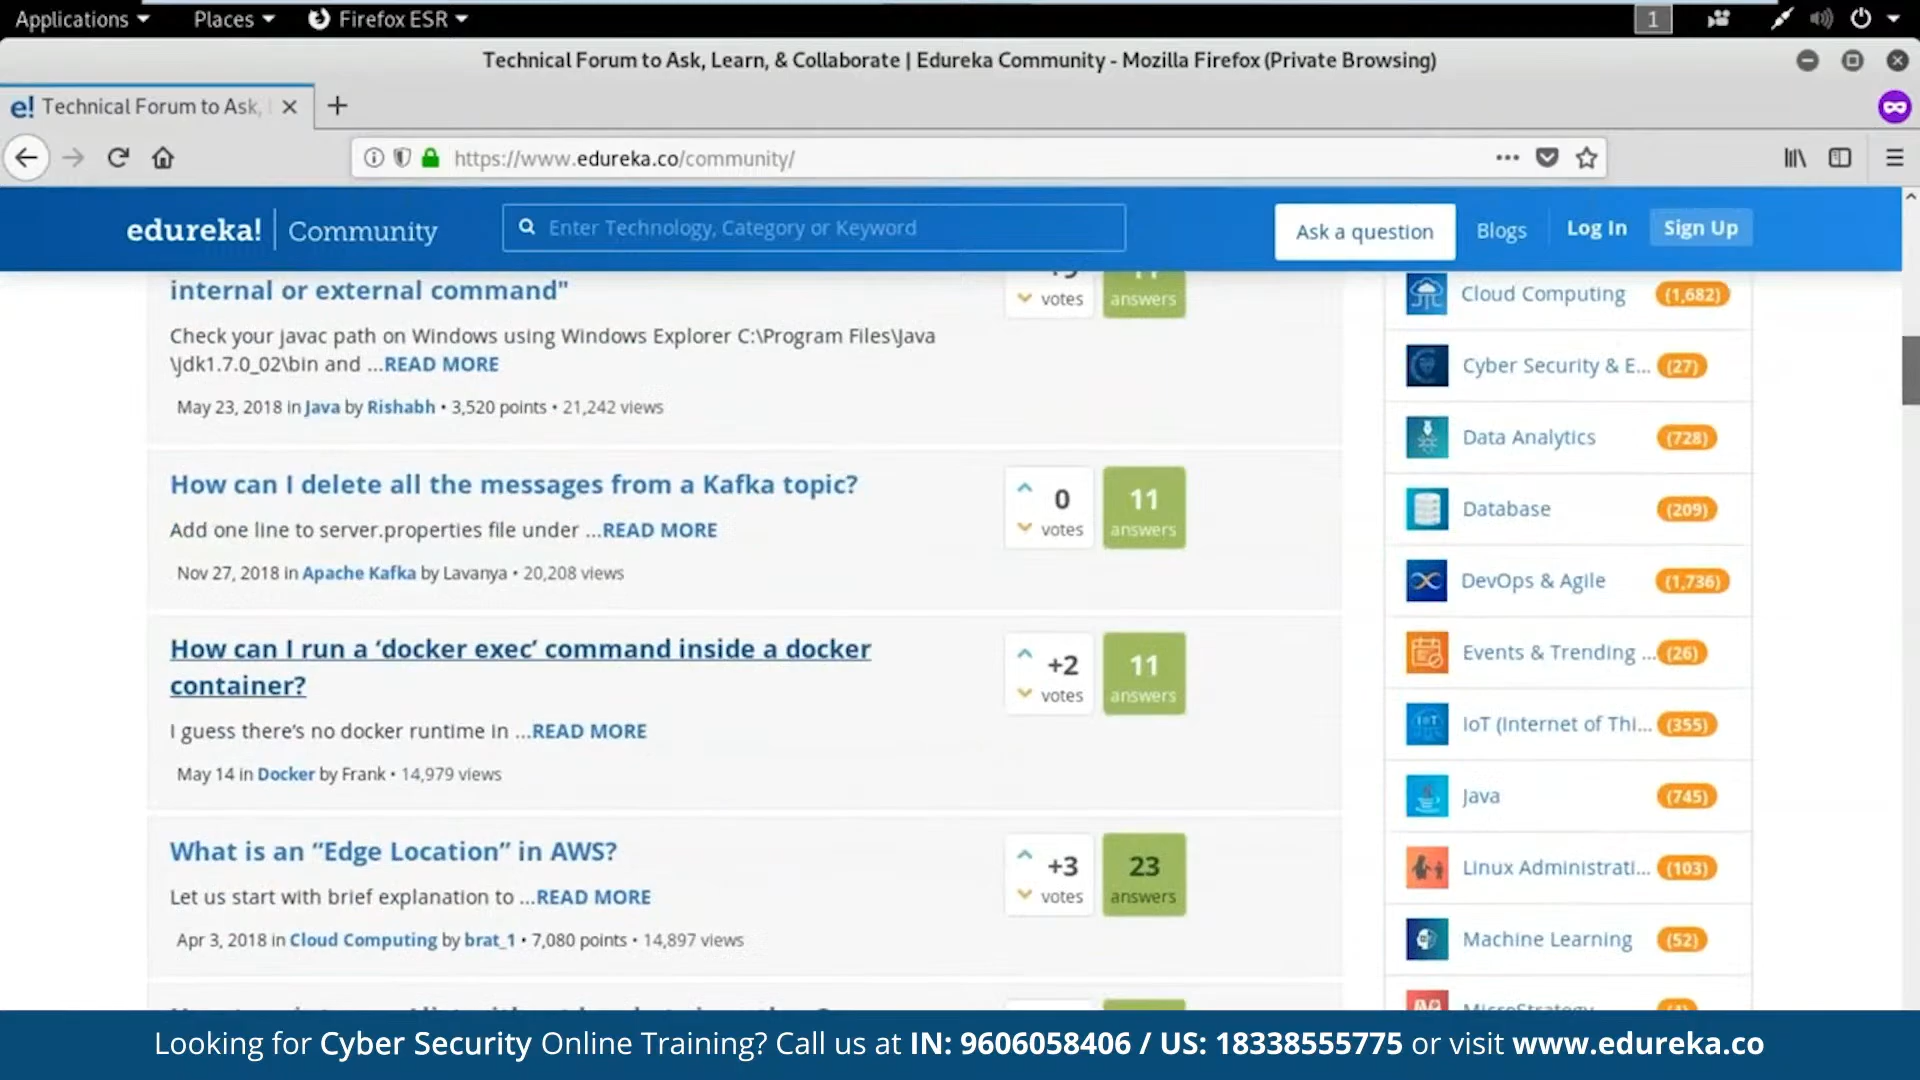 Applications
Places
Firefox ESR
1
Technical Forum to Ask, Learn, & Collaborate | Edureka Community - Mozilla Firefox (Private Browsing)
e! Technical Forum to Ask,
https://www.edureka.co/community/
edureka! Community
Enter Technology, Category or Keyword
Ask a question
Blogs
Log In
Sign Up
internal or external command"
votes
answers
Check your javac path on Windows using Windows Explorer C:\Program Files\Java
\jdk1.7.0_02\bin and ...READ MORE
May 23, 2018 in Java by Rishabh • 3,520 points • 21,242 views
How can I delete all the messages from a Kafka topic?
0
votes
11
answers
Add one line to server.properties file under ...READ MORE
Nov 27, 2018 in Apache Kafka by Lavanya • 20,208 views
How can I run a ‘docker exec’ command inside a docker
container?
+2
votes
11
answers
I guess there’s no docker runtime in ...READ MORE
May 14 in Docker by Frank • 14,979 views
What is an “Edge Location” in AWS?
+3
votes
23
answers
Let us start with brief explanation to ...READ MORE
Apr 3, 2018 in Cloud Computing by brat_1 • 7,080 points • 14,897 views
Cloud Computing (1,682)
Cyber Security & E... (27)
Data Analytics (728)
Database (209)
DevOps & Agile (1,736)
Events & Trending ... (26)
IoT (Internet of Thi... (355)
Java (745)
Linux Administrati... (103)
Machine Learning (52)
MicroStrategy
Looking for Cyber Security Online Training? Call us at IN: 9606058406 / US: 18338555775 or visit www.edureka.co